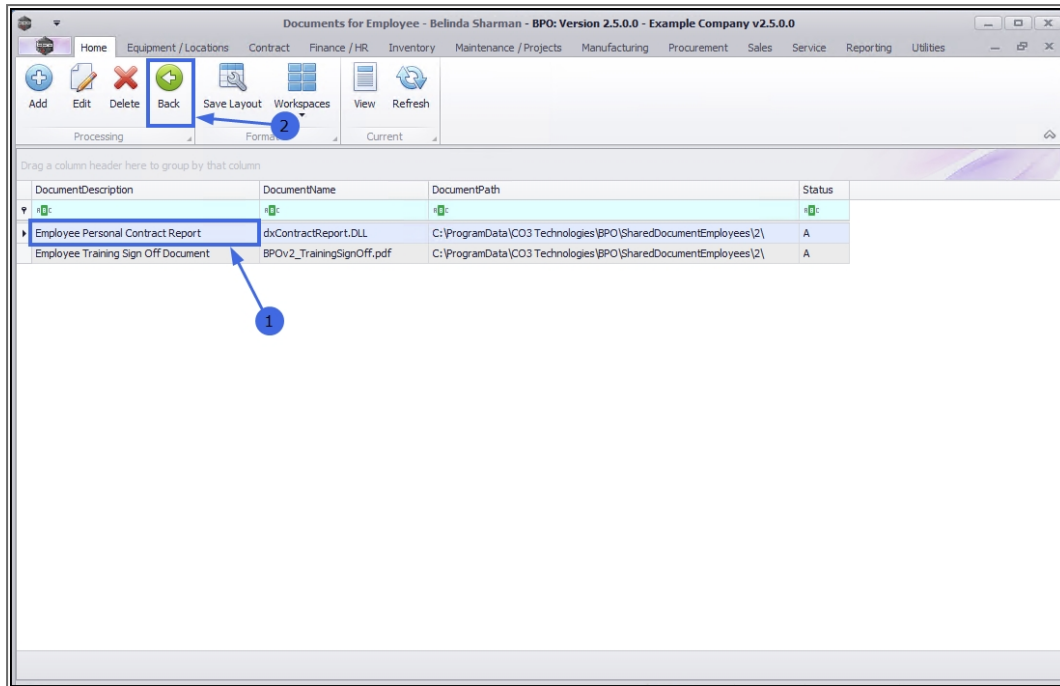 Documents for Employee - Belinda Sharman - BPO: Version 2.5.0.0 - Example Company v2.5.0.0
Home Equipment / Locations Contract Finance / HR Inventory Maintenance / Projects Manufacturing Procurement Sales Service Reporting Utilities
Add Edit Delete Back Save Layout Workspaces View Refresh
2
Processing Format Current
Drag a column header here to group by that column
DocumentDescription DocumentName DocumentPath Status
Employee Personal Contract Report dxContractReport.DLL C:\ProgramData\CO3 Technologies\BPO\SharedDocumentEmployees\2\ A
Employee Training Sign Off Document BPOv2_TrainingSignOff.pdf C:\ProgramData\CO3 Technologies\BPO\SharedDocumentEmployees\2\ A
1